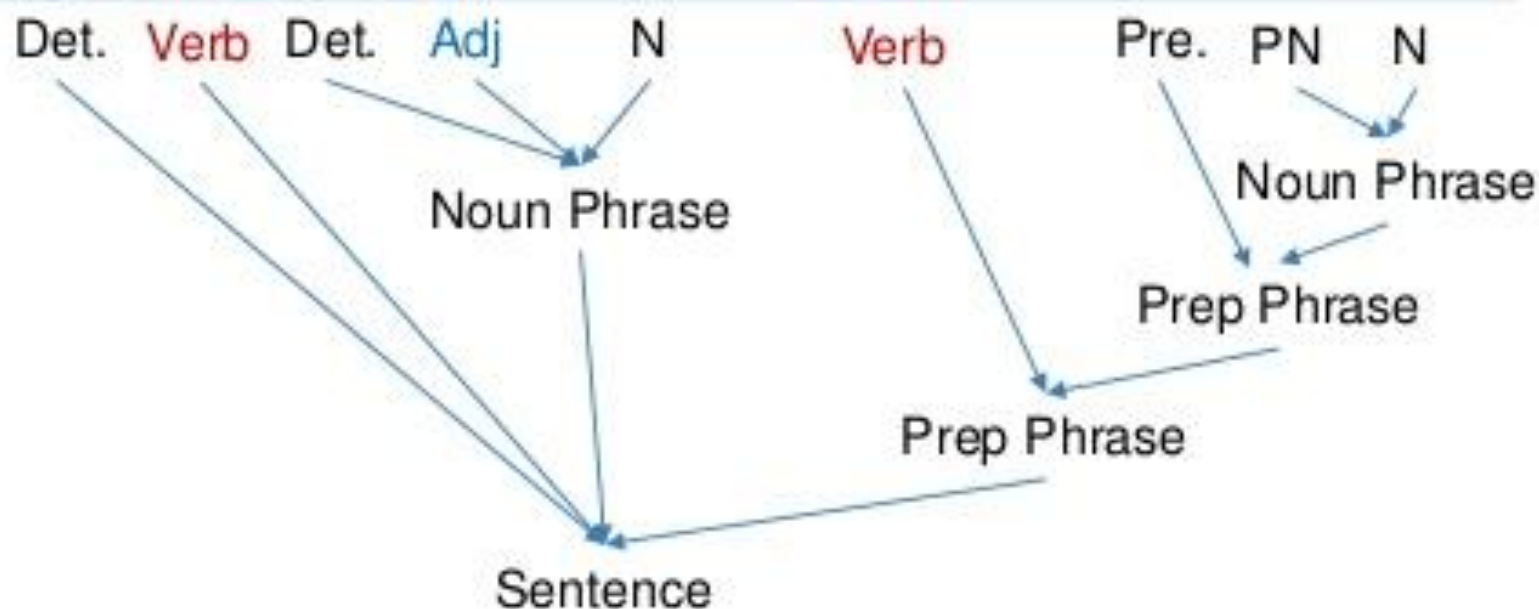 Det. Verb Det. Adj N Verb Pre. PN N
Noun Phrase
Noun Phrase
Prep Phrase
Prep Phrase
Sentence